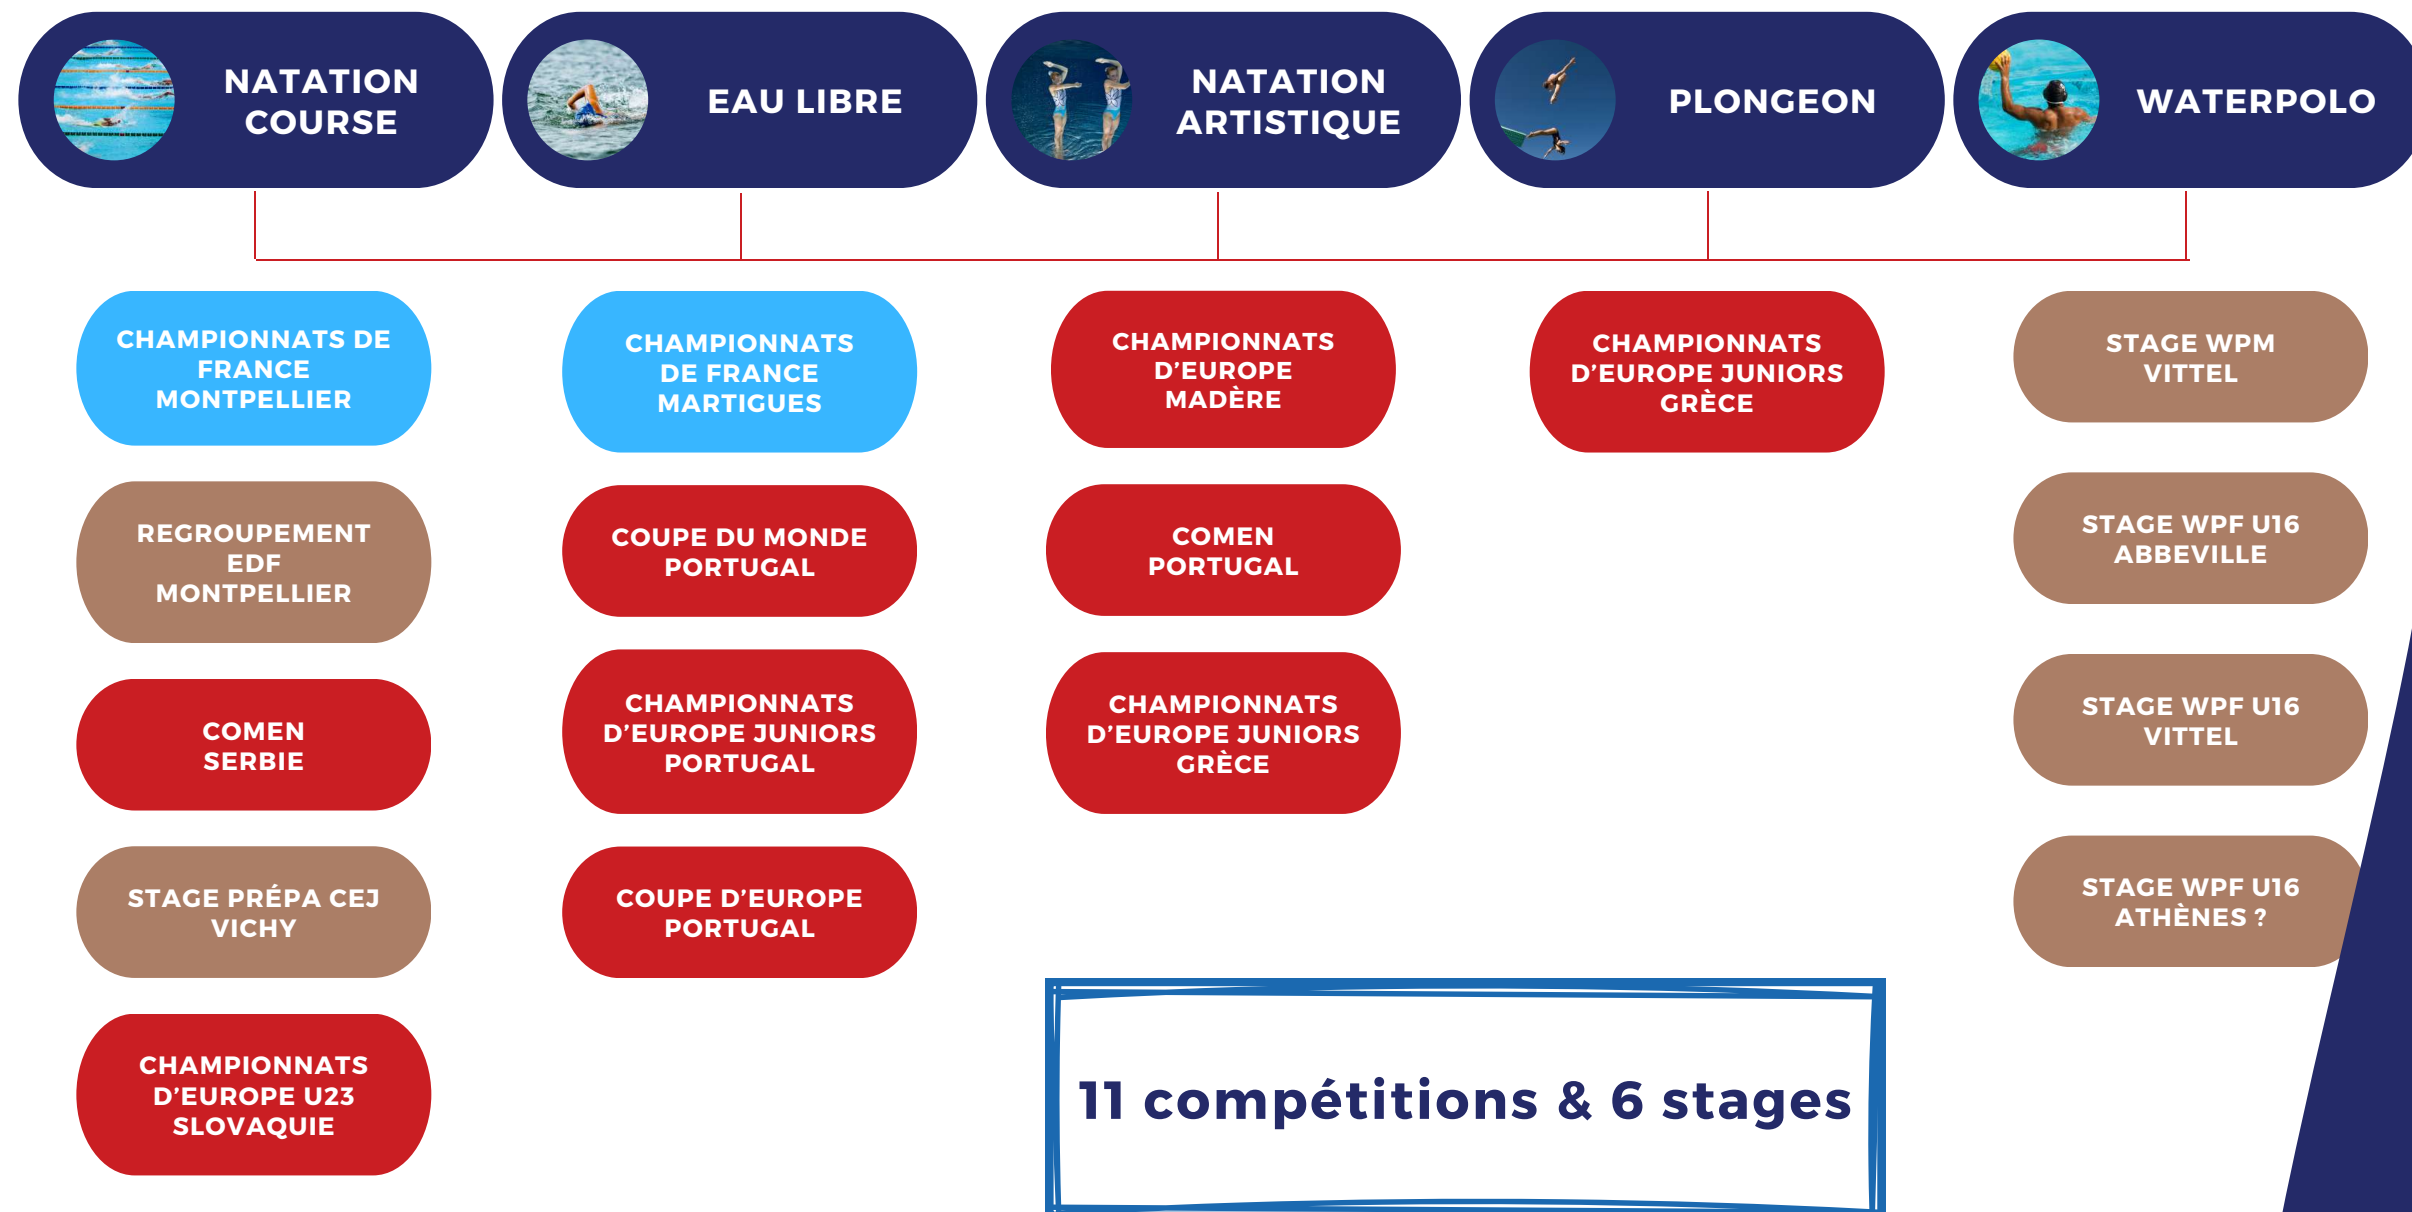 NATATION
COURSE
EAU LIBRE
NATATION
ARTISTIQUE
PLONGEON
WATERPOLO
CHAMPIONNATS DE
FRANCE
MONTPELLIER
REGROUPEMENT
EDF
MONTPELLIER
COMEN
SERBIE
STAGE PRÉPA CEJ
VICHY
CHAMPIONNATS
D’EUROPE U23
SLOVAQUIE
CHAMPIONNATS
DE FRANCE
MARTIGUES
COUPE DU MONDE
PORTUGAL
CHAMPIONNATS
D’EUROPE JUNIORS
PORTUGAL
COUPE D’EUROPE
PORTUGAL
CHAMPIONNATS
D’EUROPE
MADÈRE
COMEN
PORTUGAL
CHAMPIONNATS
D’EUROPE JUNIORS
GRÈCE
CHAMPIONNATS
D’EUROPE JUNIORS
GRÈCE
STAGE WPM
VITTEL
STAGE WPF U16
ABBEVILLE
STAGE WPF U16
VITTEL
STAGE WPF U16
ATHÈNES ?
11 compétitions & 6 stages